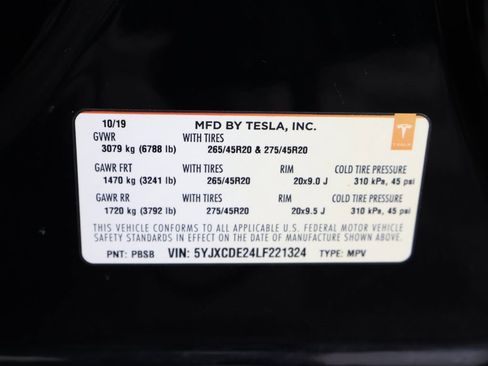 10/19 MFD BY TESLA, INC.
GVWR WITH TIRES
3079 kg (6788 lb) 265/45R20 & 275/45R20
GAWR FRT WITH TIRES RIM COLD TIRE PRESSURE
1470 kg (3241 lb) 265/45R20 20x9.0 J 310 kPa, 45 psi
GAWR RR WITH TIRES RIM COLD TIRE PRESSURE
1720 kg (3792 lb) 275/45R20 20x9.5 J 310 kPa, 45 psi
THIS VEHICLE CONFORMS TO ALL APPLICABLE U.S. FEDERAL MOTOR VEHICLE
SAFETY STANDARDS IN EFFECT ON THE DATE OF MANUFACTURE SHOWN ABOVE.
PNT: PBSB VIN: 5YJXCDE24LF221324 TYPE: MPV
TESLA